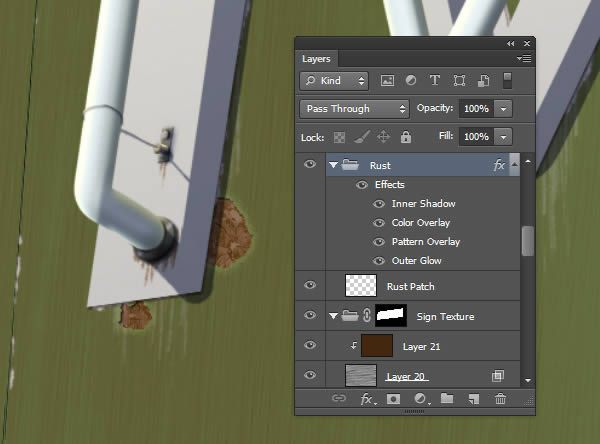 Layers
Kind T
Pass Through Opacity: 100%
Lock: Fill: 100%
Rust fx
Effects
Inner Shadow
Color Overlay
Pattern Overlay
Outer Glow
Rust Patch
Sign Texture
Layer 21
Layer 20
fx